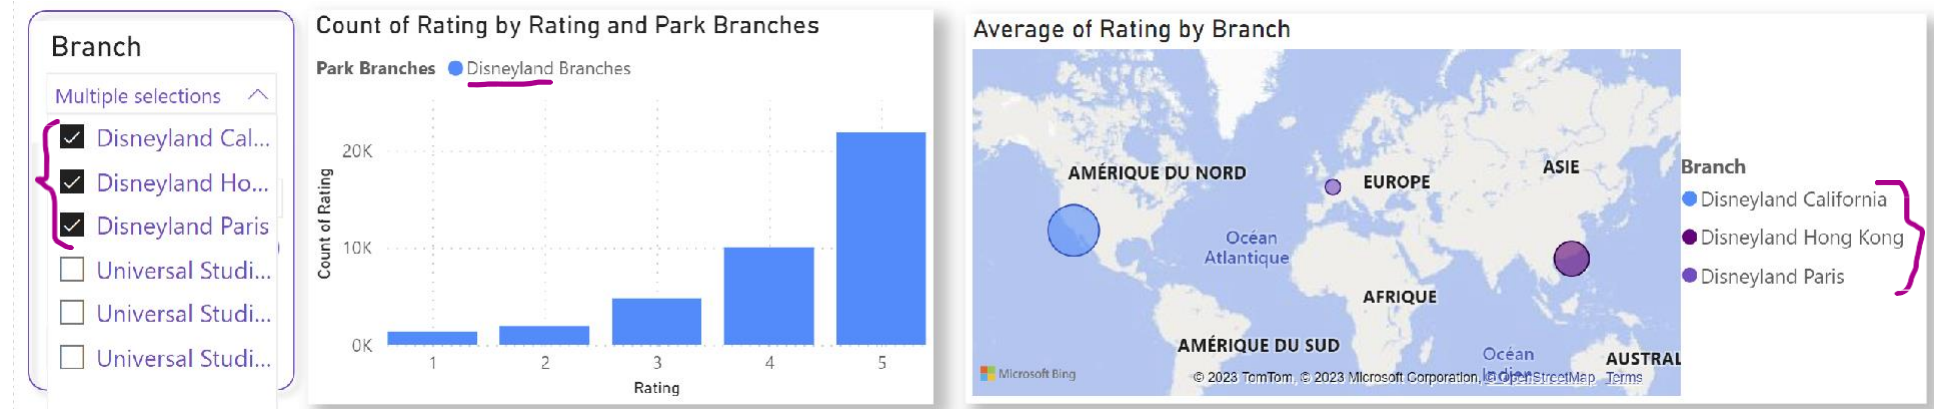 Branch
Multiple selections
Disneyland Cal...
Disneyland Ho...
Disneyland Paris
Universal Studi...
Universal Studi...
Universal Studi...
Count of Rating by Rating and Park Branches
Park Branches Disneyland Branches
Count of Rating
20K
10K
0K
1 2 3 4 5
Rating
Average of Rating by Branch
AMÉRIQUE DU NORD
EUROPE
ASIE
Océan
Atlantique
AFRIQUE
AMÉRIQUE DU SUD
Océan
Indien
AUSTRAL
Microsoft Bing
© 2023 TomTom, © 2023 Microsoft Corporation, © OpenStreetMap Terms
Branch
Disneyland California
Disneyland Hong Kong
Disneyland Paris